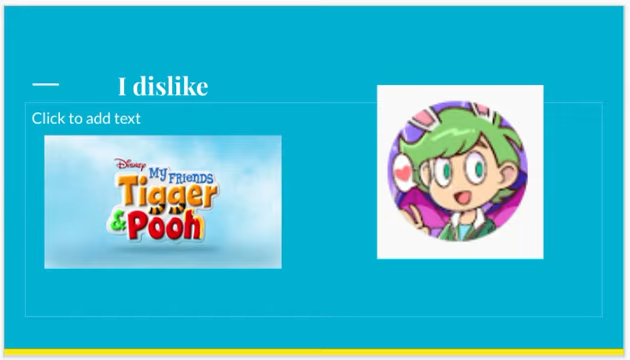 I dislike
Click to add text
Disney
My Friends
Tigger
& Pooh